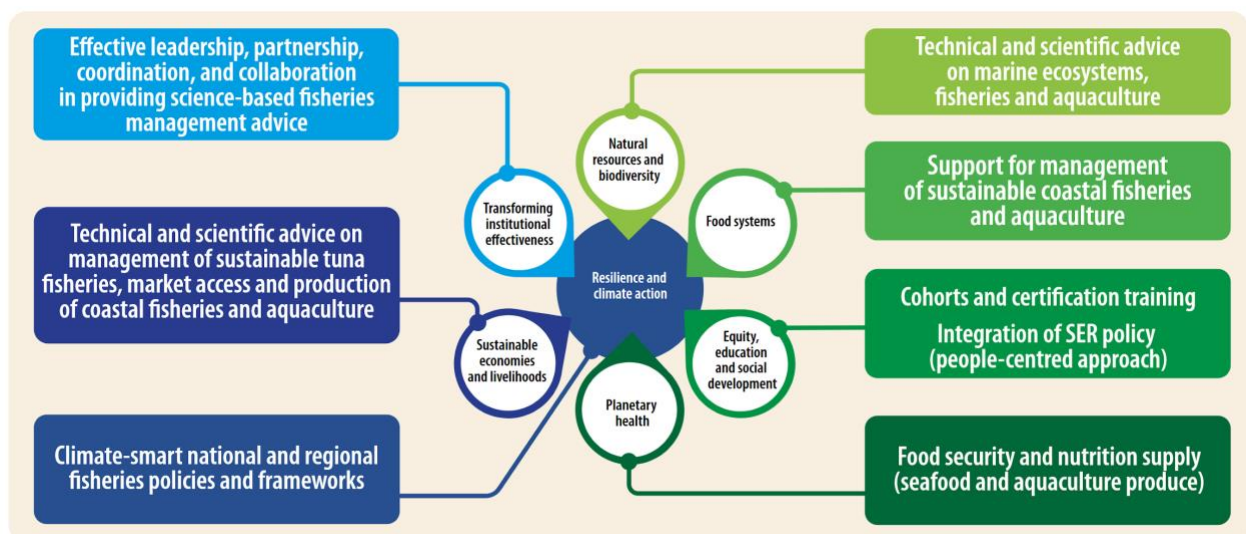 Effective leadership, partnership,
coordination, and collaboration
in providing science-based fisheries
management advice
Technical and scientific advice on
management of sustainable tuna
fisheries, market access and production
of coastal fisheries and aquaculture
Climate-smart national and regional
fisheries policies and frameworks
Natural
resources and
biodiversity
Transforming
institutional
effectiveness
Food systems
Resilience and
climate action
Sustainable
economies
and livelihoods
Equity,
education
and social
development
Planetary
health
Technical and scientific advice
on marine ecosystems,
fisheries and aquaculture
Support for management
of sustainable coastal fisheries
and aquaculture
Cohorts and certification training
Integration of SER policy
(people-centred approach)
Food security and nutrition supply
(seafood and aquaculture produce)